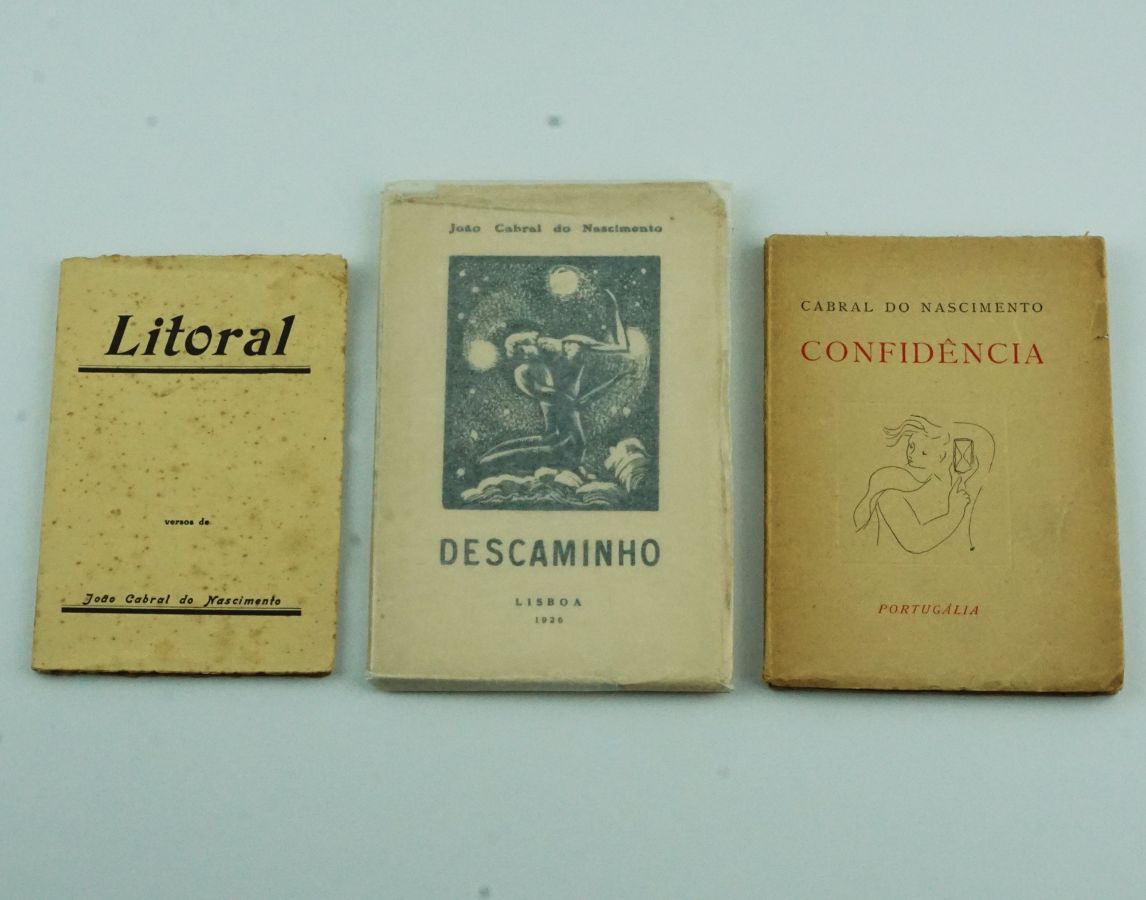 Litoral
versos de
João Cabral do Nascimento
João Cabral do Nascimento
DESCAMINHO
LISBOA
1926
CABRAL DO NASCIMENTO
CONFIDÊNCIA
PORTUGÁLIA